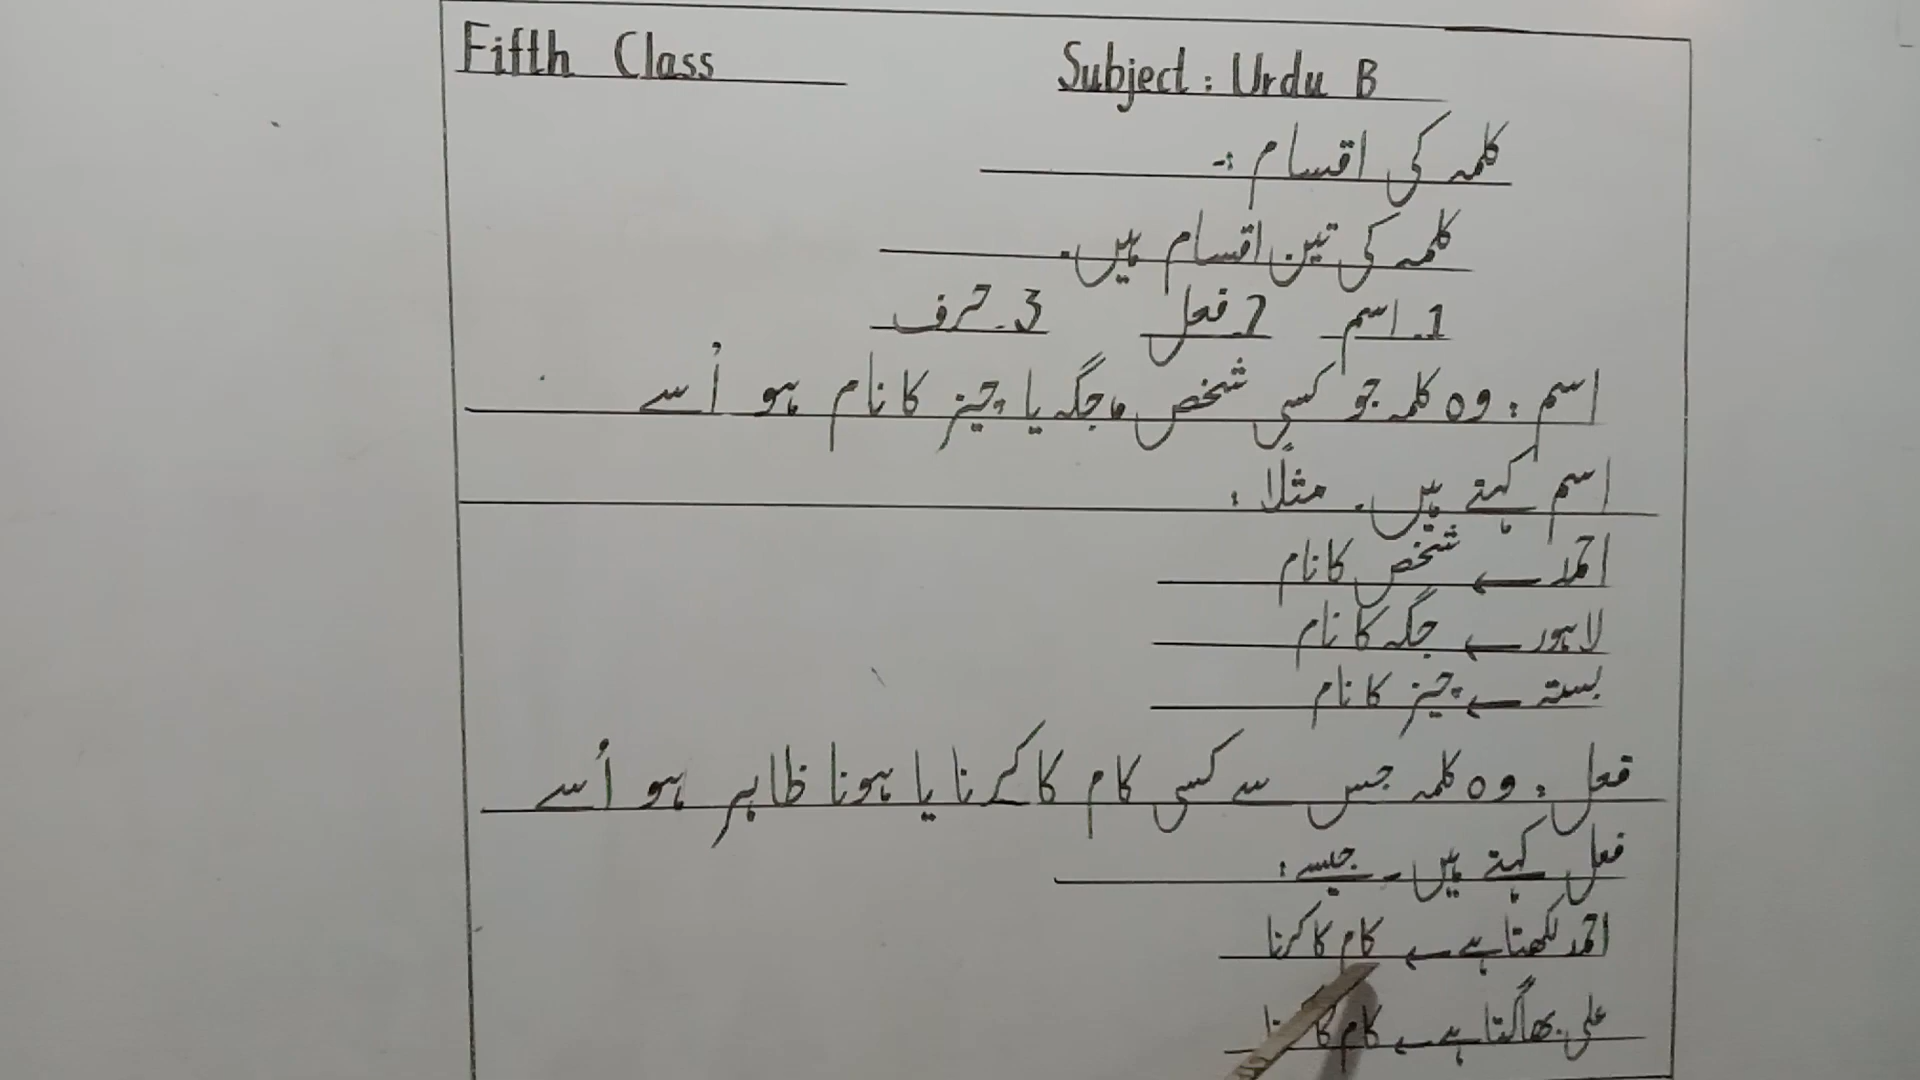 Fifth Class Subject: Urdu B
کلمہ کی اقسام :-
کلمہ کی تین اقسام ہیں۔
1۔ اسم 2۔ فعل 3۔ حرف
اسم : وہ کلمہ جو کسی شخص، جگہ یا چیز کا نام ہو اُسے
اسم کہتے ہیں۔ مثلاً :
احمد ← شخص کا نام
لاہور ← جگہ کا نام
بستہ ← چیز کا نام
فعل : وہ کلمہ جس سے کسی کام کا کرنا یا ہونا ظاہر ہو اُسے
فعل کہتے ہیں۔ جیسے :
احمد لکھتا ہے ← کام کا کرنا
علی بھاگتا ہے ← کام کا